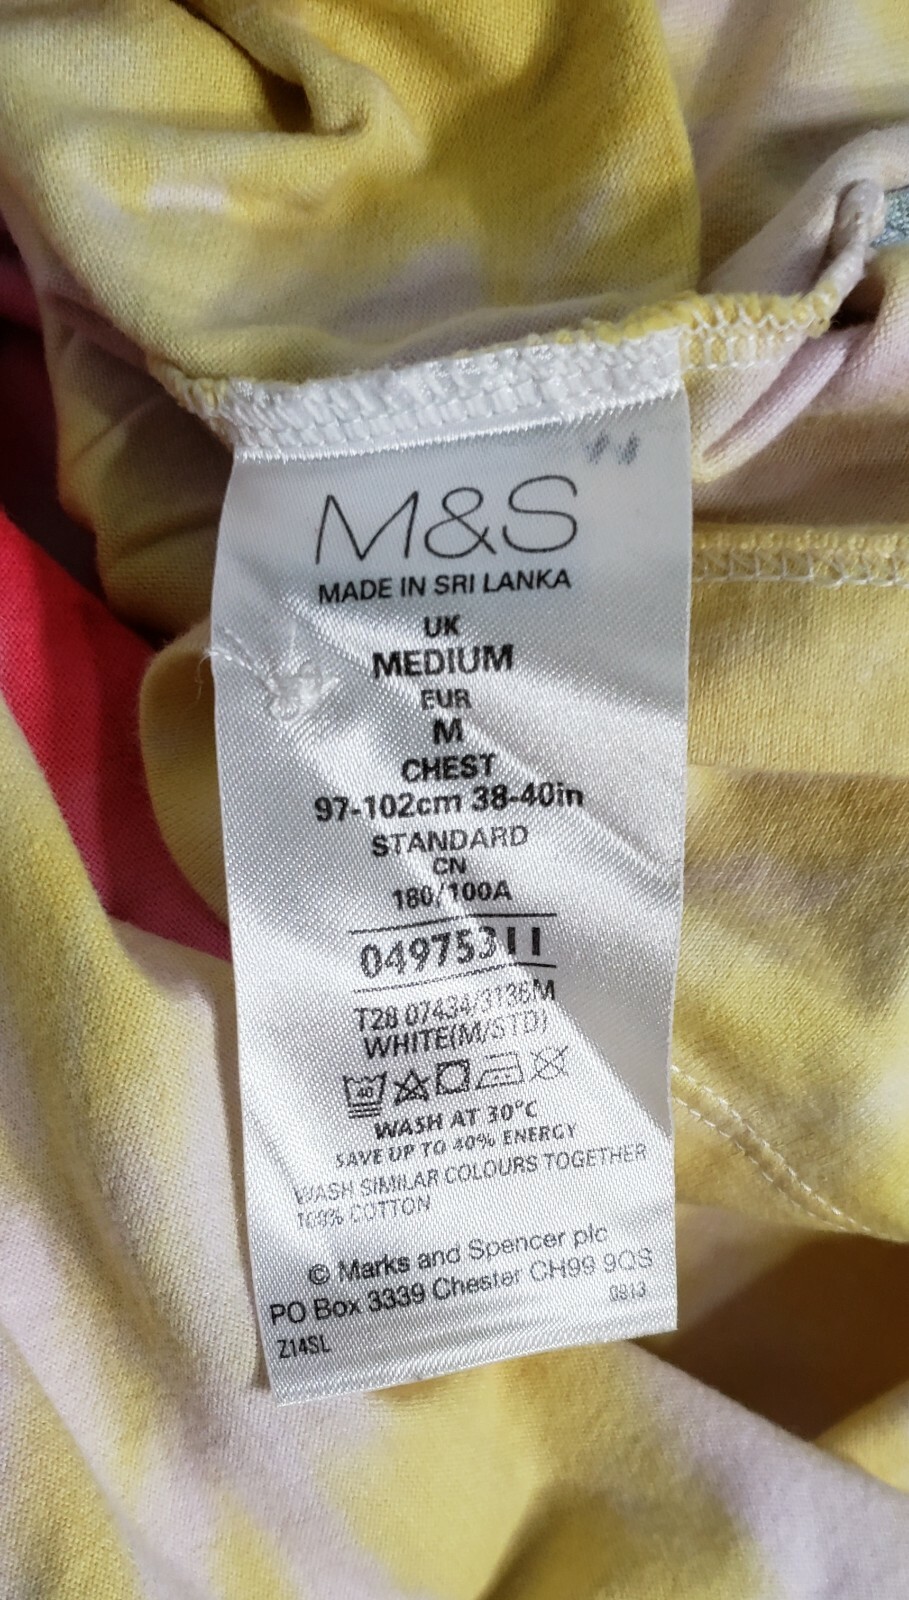 M&S
MADE IN SRI LANKA
UK
MEDIUM
EUR
M
CHEST
97-102cm 38-40in
STANDARD
CN
180/100A
04975311
T28 07434/3136M
WHITE(M/STD)
40
WASH AT 30°C
SAVE UP TO 40% ENERGY
WASH SIMILAR COLOURS TOGETHER
100% COTTON
© Marks and Spencer plc
PO Box 3339 Chester CH99 9QS
0813
Z14SL